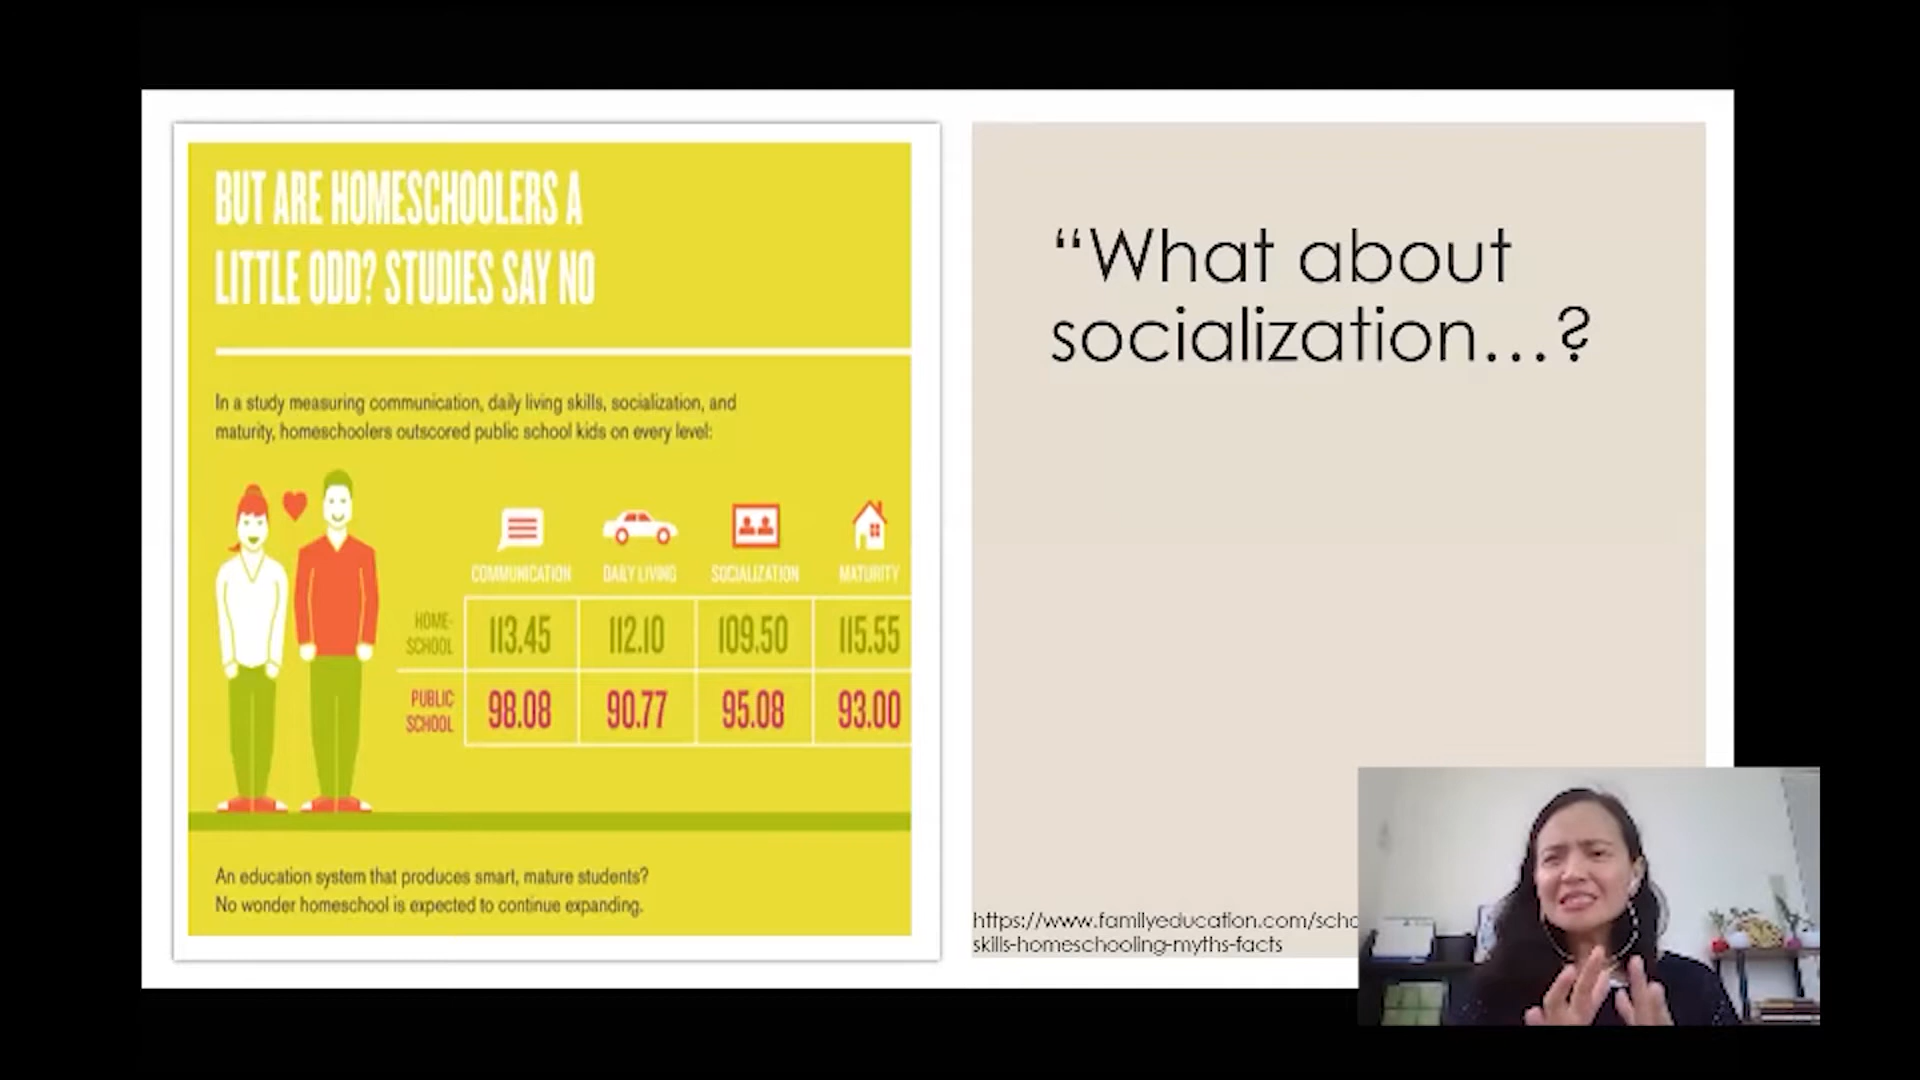 BUT ARE HOMESCHOOLERS A
LITTLE ODD? STUDIES SAY NO
In a study measuring communication, daily living skills, socialization, and
maturity, homeschoolers outscored public school kids on every level:
COMMUNICATION DAILY LIVING SOCIALIZATION MATURITY
HOME-
SCHOOL
113.45 112.10 109.50 115.55
PUBLIC
SCHOOL
98.08 90.77 95.08 93.00
An education system that produces smart, mature students?
No wonder homeschool is expected to continue expanding.
“What about
socialization...?
https://www.familyeducation.com/scho
skills-homeschooling-myths-facts